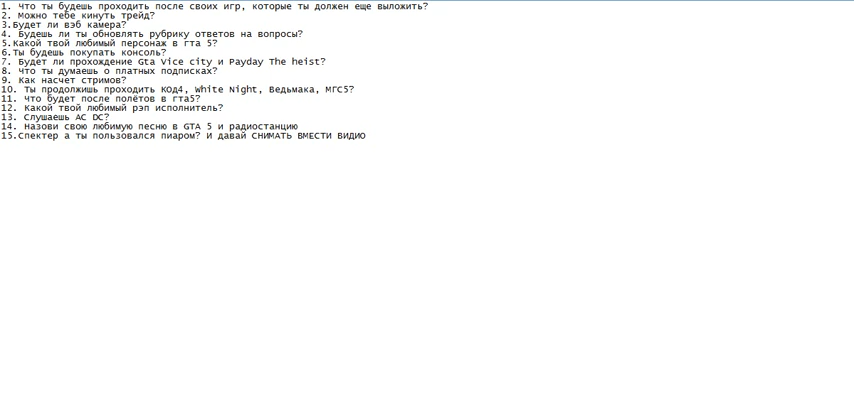 1. Что ты будешь проходить после своих игр, которые ты должен еще выложить?
2. Можно тебе кинуть трейд?
3.Будет ли вэб камера?
4. Будешь ли ты обновлять рубрику ответов на вопросы?
5.Какой твой любимый персонаж в гта 5?
6.Ты будешь покупать консоль?
7. Будет ли прохождение Gta Vice city и Payday The heist?
8. Что ты думаешь о платных подписках?
9. Как насчет стримов?
10. Ты продолжишь проходить КОд4, White Night, Ведьмака, МГС5?
11. Что будет после полётов в гта5?
12. Какой твой любимый рэп исполнитель?
13. Слушаешь AC DC?
14. Назови свою любимую песню в GTA 5 и радиостанцию
15.Спектер а ты пользовался пиаром? И давай СНИМАТЬ ВМЕСТИ ВИДИО